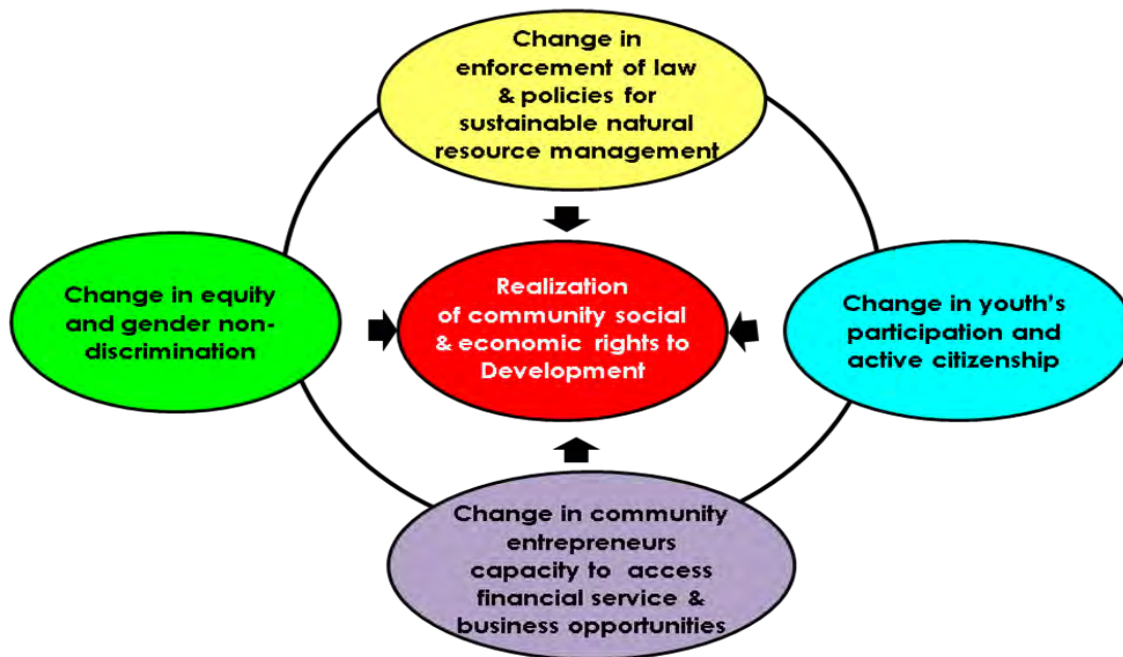 Change in
enforcement of law
& policies for
sustainable natural
resource management
Change in equity
and gender non-
discrimination
Realization
of community social
& economic rights to
Development
Change in youth's
participation and
active citizenship
Change in community
entrepreneurs
capacity to access
financial service &
business opportunities